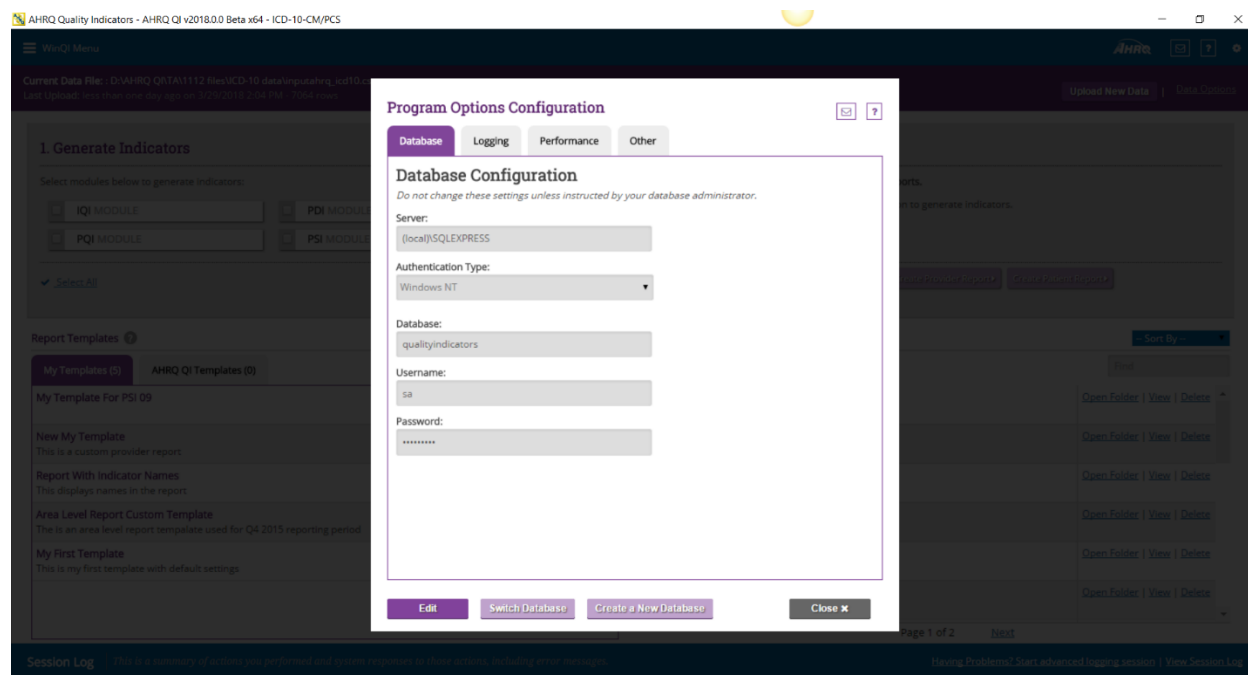 AHRQ Quality Indicators - AHRQ QI v2018.0.0 Beta x64 - ICD-10-CM/PCS
WinQI Menu
AHRQ
?
Current Data File: : D:\AHRQ QI\TA\1112 files\ICD-10 data\inputahrq_icd10.cs
Last Upload: less than one day ago on 3/29/2018 2:04 PM - 7064 rows
Upload New Data | Data Options
Program Options Configuration
?
Database
Logging
Performance
Other
Database Configuration
Do not change these settings unless instructed by your database administrator.
Server:
(local)\SQLEXPRESS
Authentication Type:
Windows NT
Database:
qualityindicators
Username:
sa
Password:
•••••••••
Edit
Switch Database
Create a New Database
Close ✖
1. Generate Indicators
Select modules below to generate indicators:
IQI MODULE
PDI MODULE
PQI MODULE
PSI MODULE
Select All
orts.
n to generate indicators.
Create Patient Reports
Report Templates ?
-- Sort By --
My Templates (5)
AHRQ QI Templates (0)
Find
My Template For PSI 09
Open Folder | View | Delete
New My Template
This is a custom provider report
Open Folder | View | Delete
Report With Indicator Names
This displays names in the report
Open Folder | View | Delete
Area Level Report Custom Template
The is an area level report tempalate used for Q4 2015 reporting period
Open Folder | View | Delete
My First Template
This is my first template with default settings
Open Folder | View | Delete
Open Folder | View | Delete
Page 1 of 2 Next
Session Log | This is a summary of actions you performed and system responses to those actions, including error messages.
Having Problems? Start advanced logging session | View Session Log